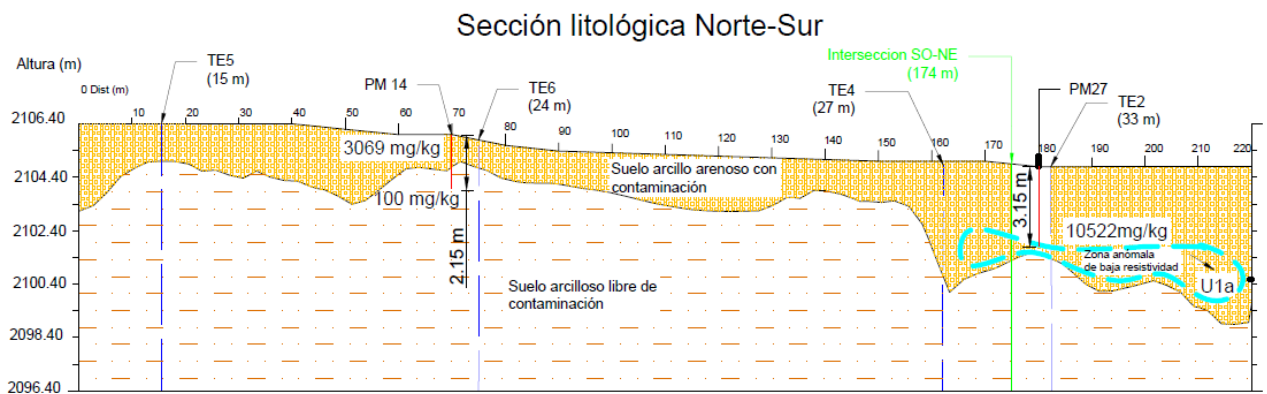 Sección litológica Norte-Sur
Interseccion SO-NE
(174 m)
Altura (m)
TE5
(15 m)
PM 14
TE6
(24 m)
TE4
(27 m)
PM27
TE2
(33 m)
0 Dist (m)
10 20 30 40 50 60 70 80 90 100 110 120 130 140 150 160 170 180 190 200 210 220
2106.40
3069 mg/kg
Suelo arcillo arenoso con
contaminación
2104.40
100 mg/kg
3.15 m
2102.40
10522mg/kg
2.15 m
Zona anómala
de baja resistividad
Suelo arcilloso libre de
contaminación
2100.40
U1a
2098.40
2096.40